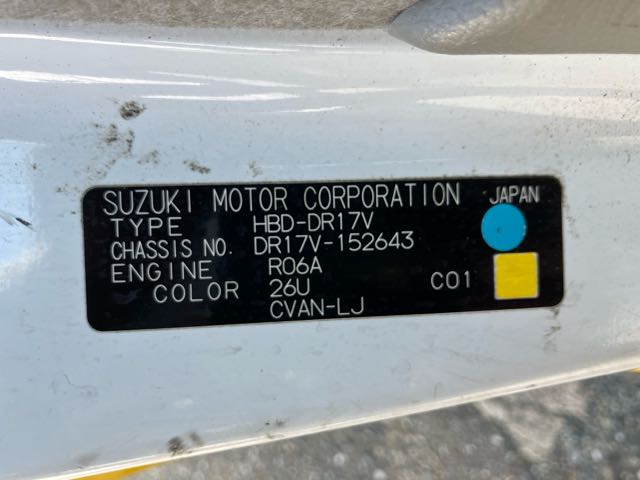 SUZUKI MOTOR CORPORATION JAPAN
TYPE HBD-DR17V
CHASSIS NO. DR17V-152643
ENGINE R06A
COLOR 26U C01
CVAN-LJ